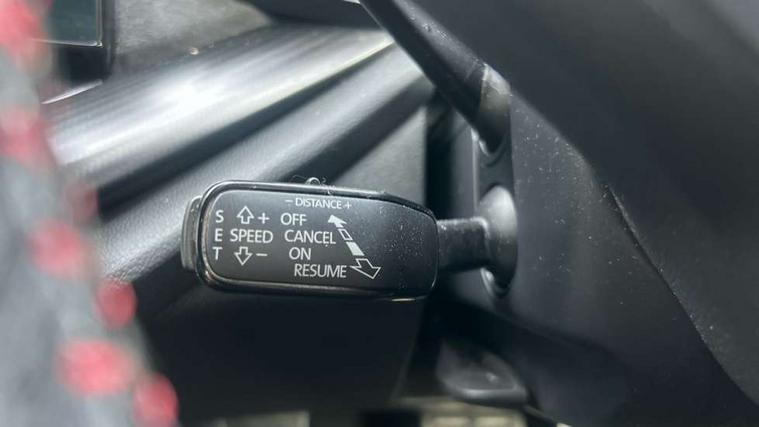 − DISTANCE +
S + OFF
E SPEED CANCEL
T − ON
RESUME